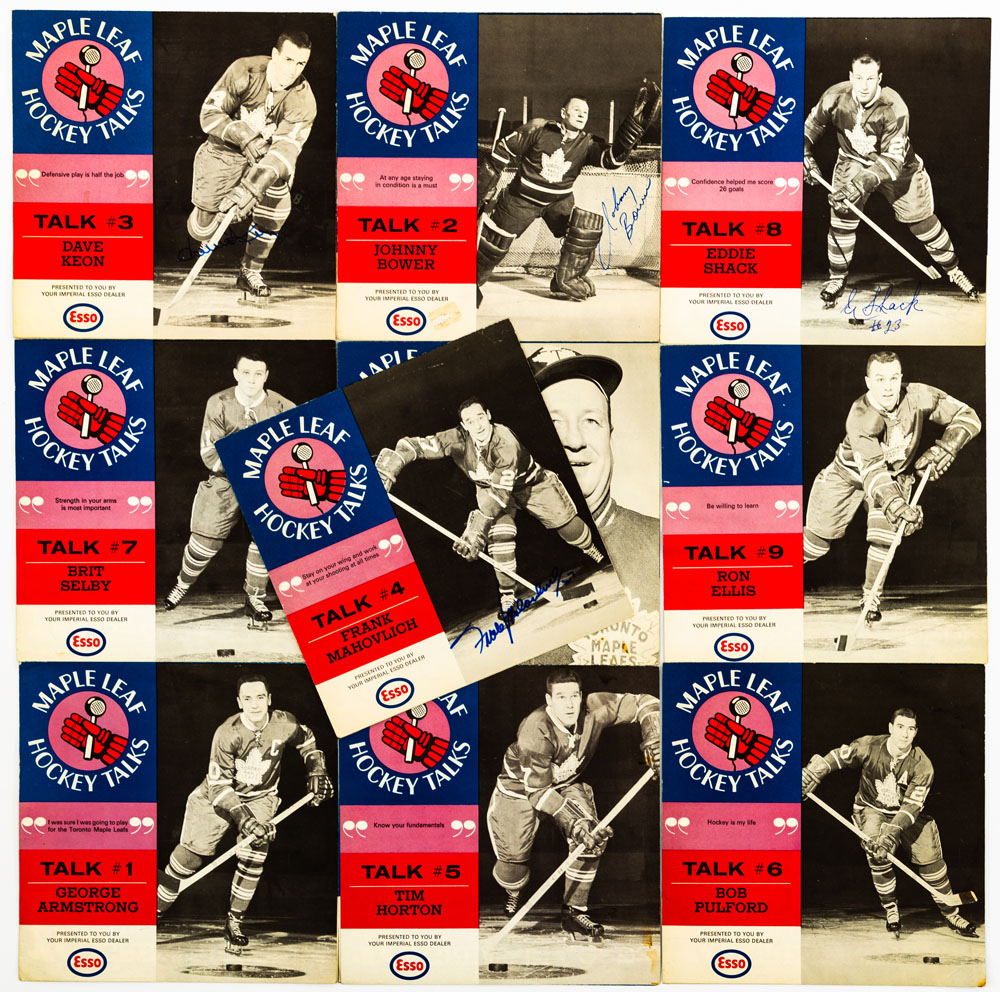 MAPLE LEAF
HOCKEY TALKS
Defensive play is half the job
TALK #3
DAVE
KEON
PRESENTED TO YOU BY
YOUR IMPERIAL ESSO DEALER
Esso
MAPLE LEAF
HOCKEY TALKS
At any age staying
in condition is a must
TALK #2
JOHNNY
BOWER
PRESENTED TO YOU BY
YOUR IMPERIAL ESSO DEALER
Esso
Johnny
Bower
MAPLE LEAF
HOCKEY TALKS
Confidence helped me score
26 goals
TALK #8
EDDIE
SHACK
PRESENTED TO YOU BY
YOUR IMPERIAL ESSO DEALER
Esso
E Shack
#23
MAPLE LEAF
HOCKEY TALKS
Strength in your arms
is most important
TALK #7
BRIT
SELBY
PRESENTED TO YOU BY
YOUR IMPERIAL ESSO DEALER
Esso
MAPLE LEAF
HOCKEY TALKS
Stay on your wing and work
at your shooting at all times
TALK #4
FRANK
MAHOVLICH
PRESENTED TO YOU BY
YOUR IMPERIAL ESSO DEALER
Esso
Frank Mahovlich
MAPLE LE
TORONTO
MAPLE
LEAFS
MAPLE LEAF
HOCKEY TALKS
Be willing to learn
TALK #9
RON
ELLIS
PRESENTED TO YOU BY
YOUR IMPERIAL ESSO DEALER
Esso
MAPLE LEAF
HOCKEY TALKS
I was sure I was going to play
for the Toronto Maple Leafs
TALK #1
GEORGE
ARMSTRONG
PRESENTED TO YOU BY
YOUR IMPERIAL ESSO DEALER
Esso
C
EAF
HOCKEY TALKS
Know your fundamentals
TALK #5
TIM
HORTON
PRESENTED TO YOU BY
YOUR IMPERIAL ESSO DEALER
Esso
MAPLE LEAF
HOCKEY TALKS
Hockey is my life
TALK #6
BOB
PULFORD
PRESENTED TO YOU BY
YOUR IMPERIAL ESSO DEALER
Esso
A